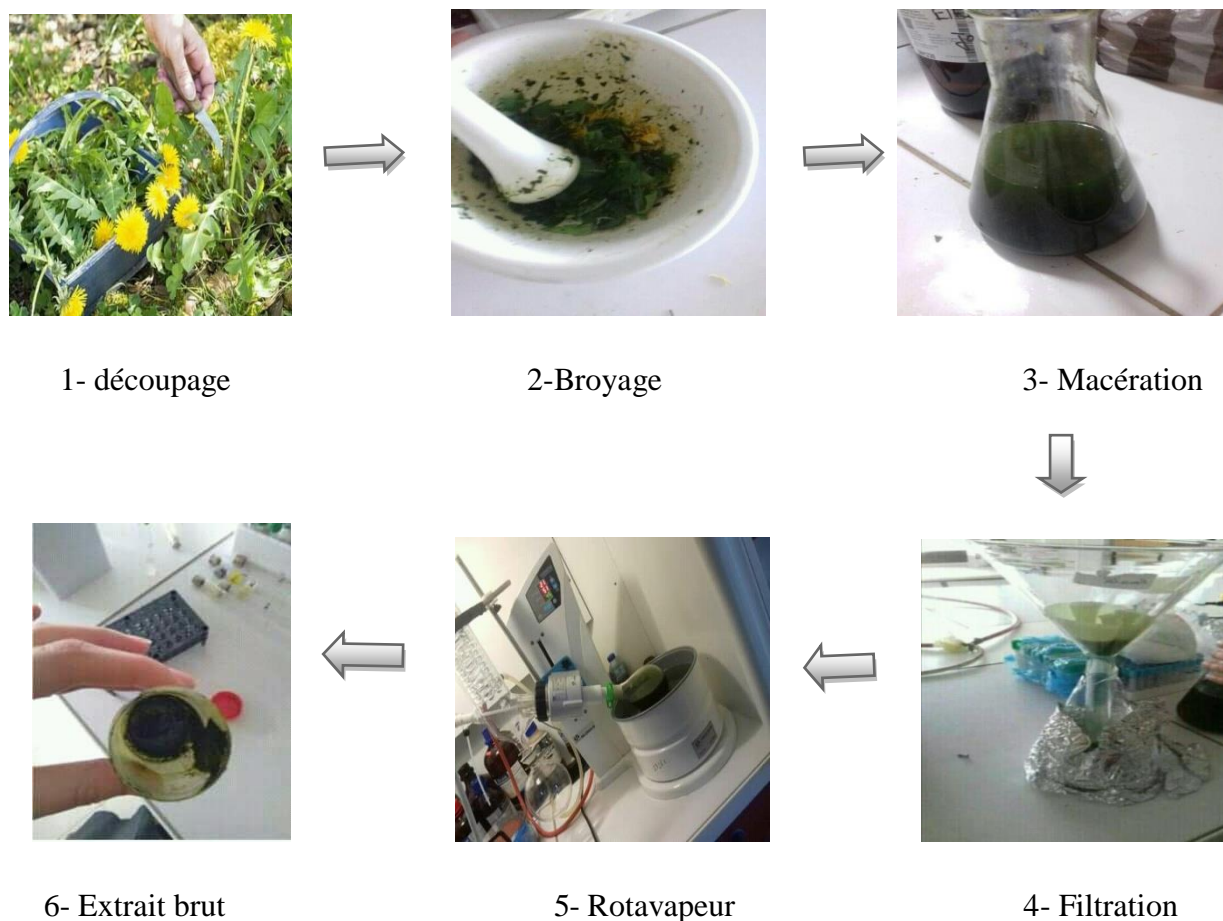 1- découpage
2-Broyage
3- Macération
6- Extrait brut
5- Rotavapeur
4- Filtration